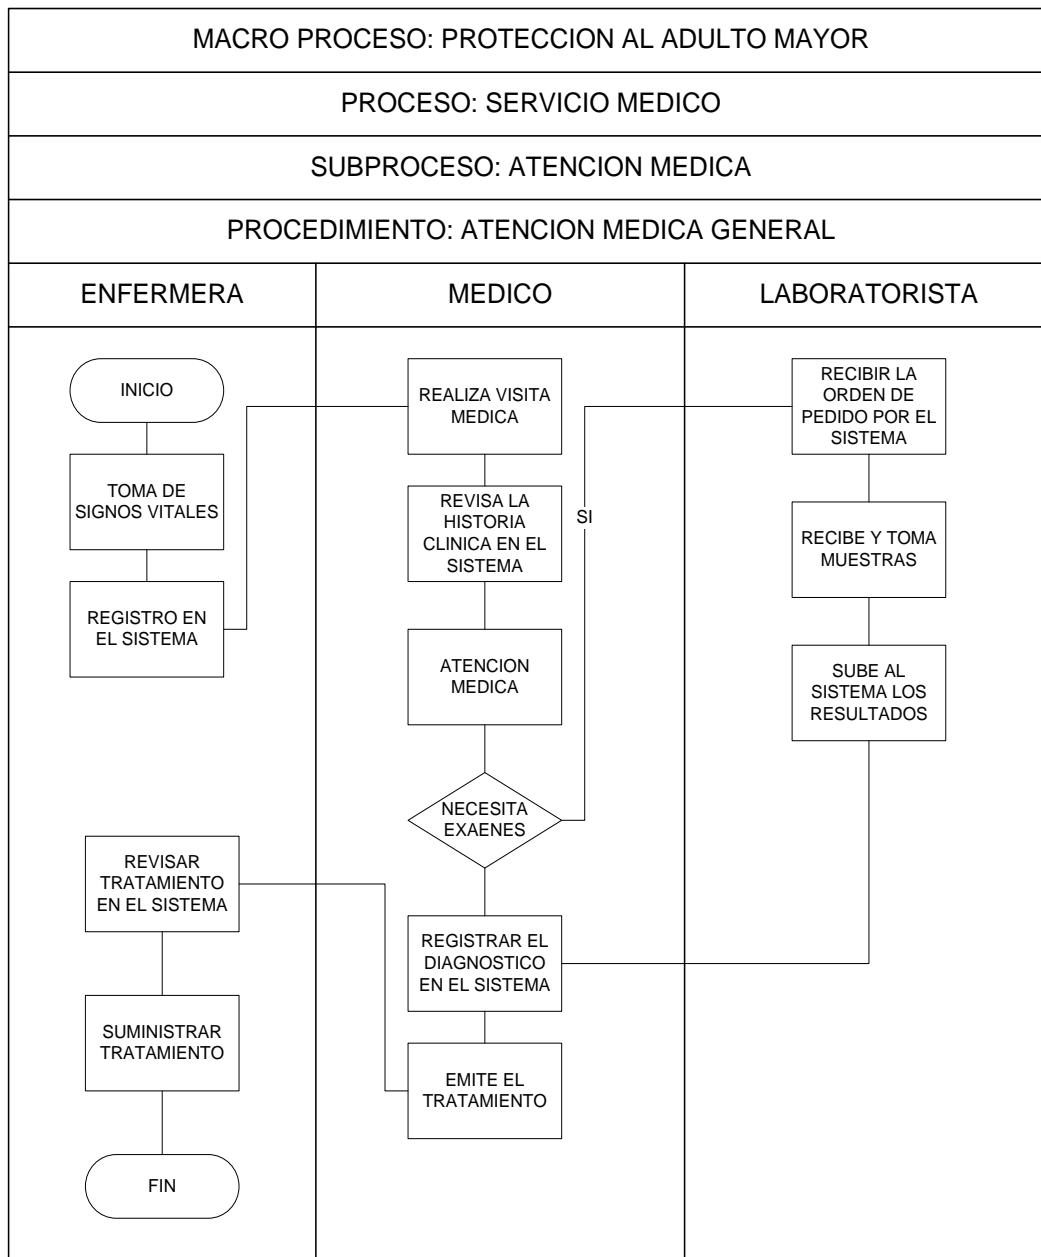 MACRO PROCESO: PROTECCION AL ADULTO MAYOR
PROCESO: SERVICIO MEDICO
SUBPROCESO: ATENCION MEDICA
PROCEDIMIENTO: ATENCION MEDICA GENERAL
ENFERMERA
MEDICO
LABORATORISTA
INICIO
TOMA DE
SIGNOS VITALES
REGISTRO EN
EL SISTEMA
REALIZA VISITA
MEDICA
REVISA LA
HISTORIA
CLINICA EN EL
SISTEMA
ATENCION
MEDICA
NECESITA
EXAENES
SI
RECIBIR LA
ORDEN DE
PEDIDO POR EL
SISTEMA
RECIBE Y TOMA
MUESTRAS
SUBE AL
SISTEMA LOS
RESULTADOS
REGISTRAR EL
DIAGNOSTICO
EN EL SISTEMA
EMITE EL
TRATAMIENTO
REVISAR
TRATAMIENTO
EN EL SISTEMA
SUMINISTRAR
TRATAMIENTO
FIN